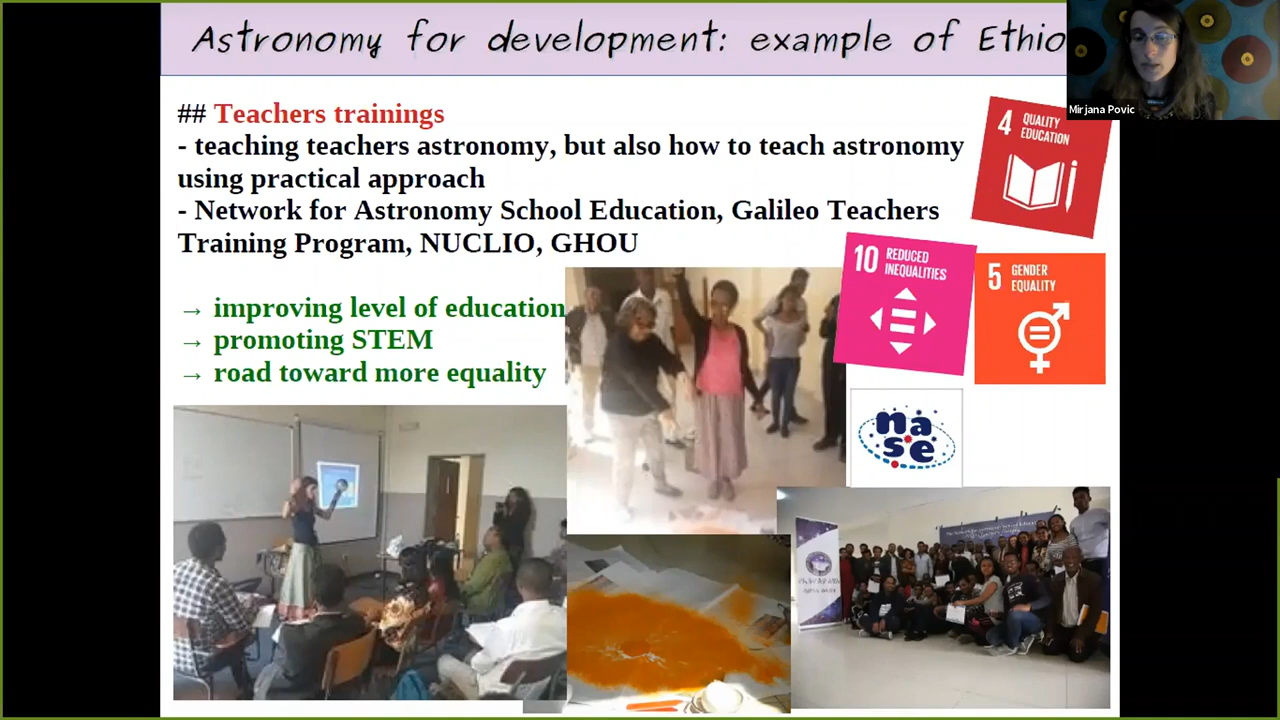 Astronomy for development: example of Ethio
Mirjana Povic
## Teachers trainings
- teaching teachers astronomy, but also how to teach astronomy
using practical approach
- Network for Astronomy School Education, Galileo Teachers
Training Program, NUCLIO, GHOU
→ improving level of education
→ promoting STEM
→ road toward more equality
4 QUALITY
EDUCATION
10 REDUCED
INEQUALITIES
5 GENDER
EQUALITY
na
se